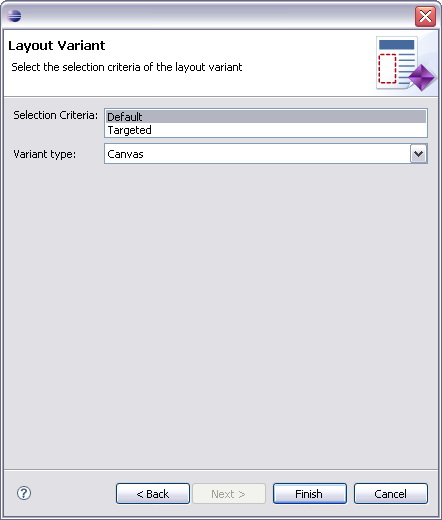 Layout Variant
Select the selection criteria of the layout variant
Selection Criteria:
Default
Targeted
Variant type:
Canvas
?
< Back
Next >
Finish
Cancel